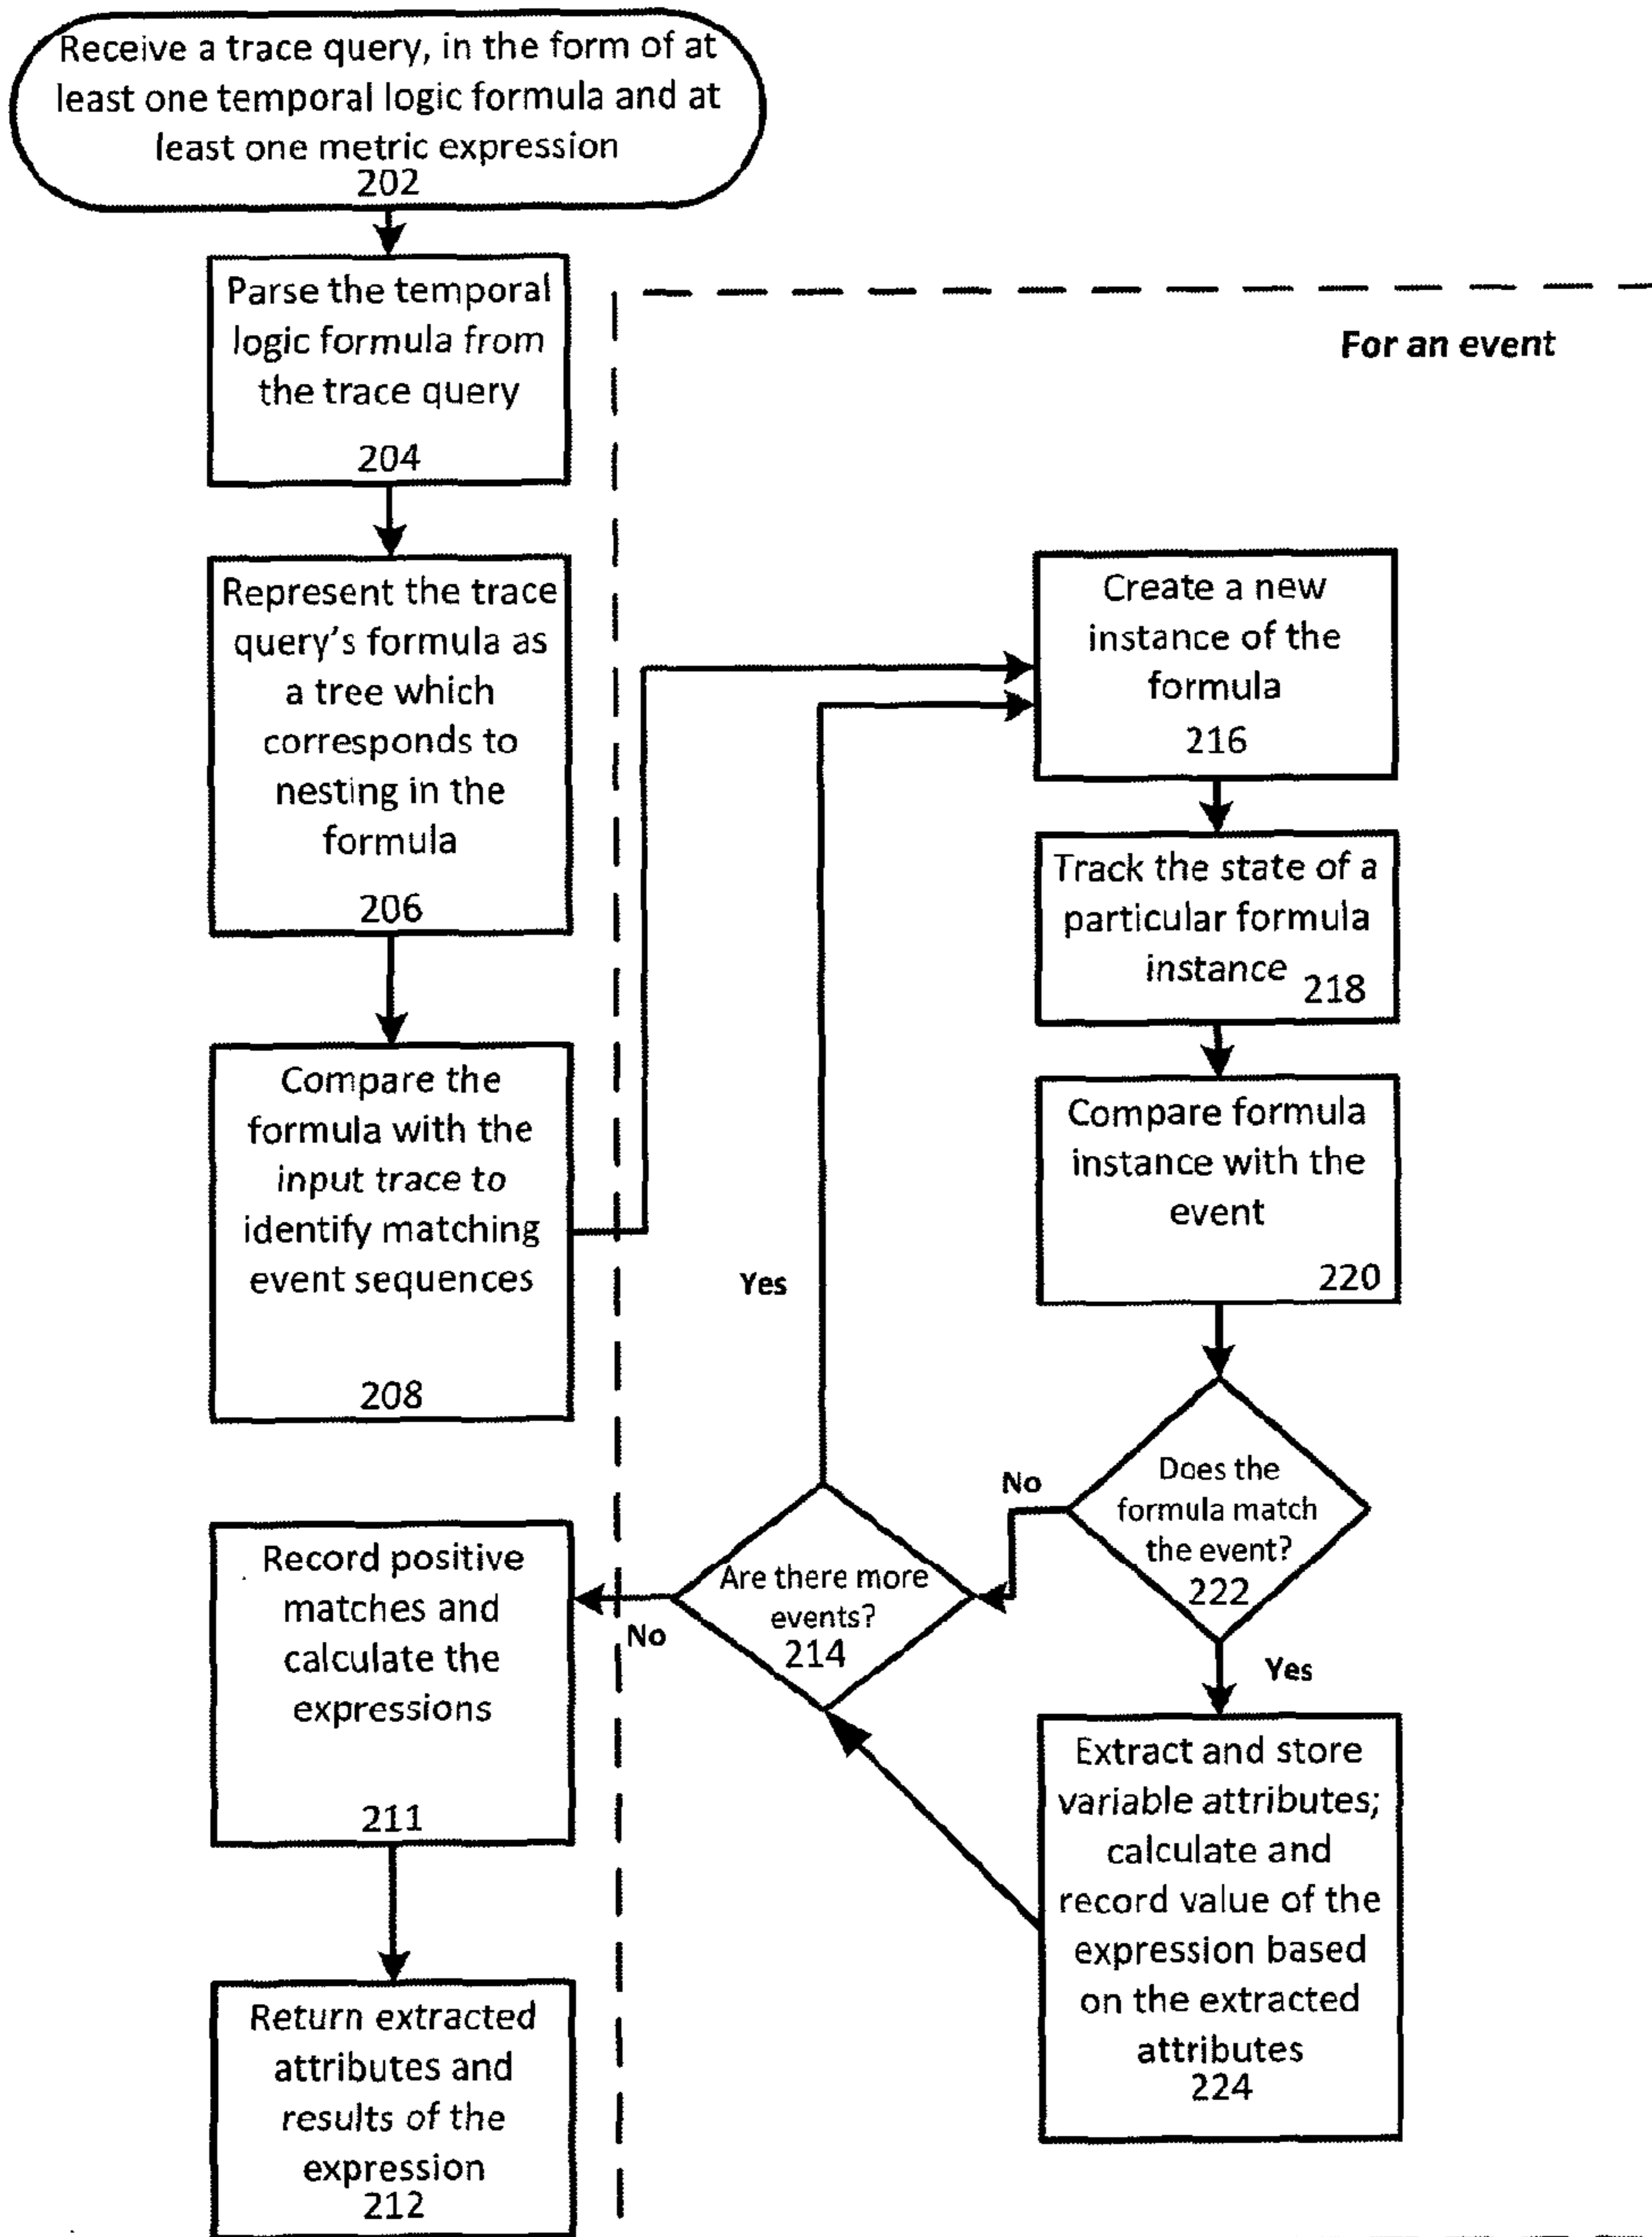 Receive a trace query, in the form of at
least one temporal logic formula and at
least one metric expression
202
Parse the temporal
logic formula from
the trace query
204
Represent the trace
query's formula as
a tree which
corresponds to
nesting in the
formula
206
Compare the
formula with the
input trace to
identify matching
event sequences
208
Record positive
matches and
calculate the
expressions
211
Return extracted
attributes and
results of the
expression
212
For an event
Create a new
instance of the
formula
216
Track the state of a
particular formula
instance
218
Compare formula
instance with the
event
220
Does the
formula match
the event?
222
No
Yes
Extract and store
variable attributes;
calculate and
record value of the
expression based
on the extracted
attributes
224
Are there more
events?
214
Yes
No